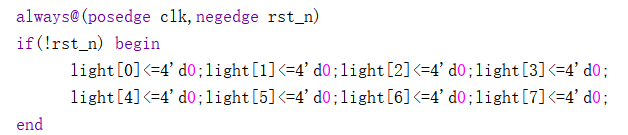 always@(posedge clk,negedge rst_n)
if(!rst_n) begin
light[0]<=4'd0;light[1]<=4'd0;light[2]<=4'd0;light[3]<=4'd0;
light[4]<=4'd0;light[5]<=4'd0;light[6]<=4'd0;light[7]<=4'd0;
end